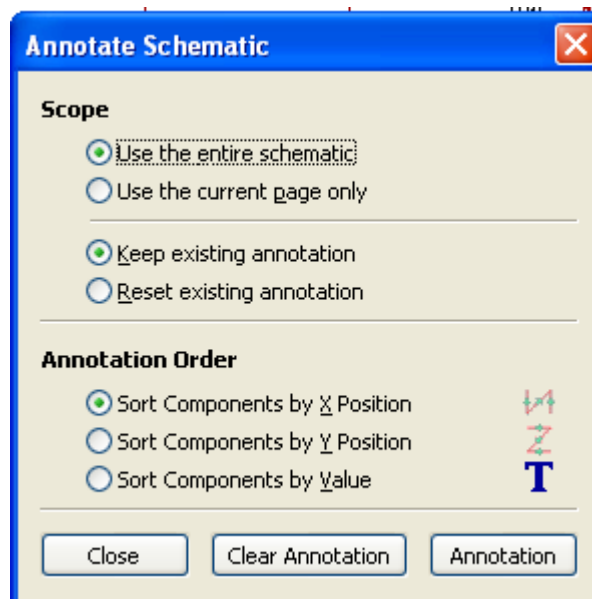 Annotate Schematic
Scope
Use the entire schematic
Use the current page only
Keep existing annotation
Reset existing annotation
Annotation Order
Sort Components by X Position
Sort Components by Y Position
Sort Components by Value
T
Close Clear Annotation Annotation